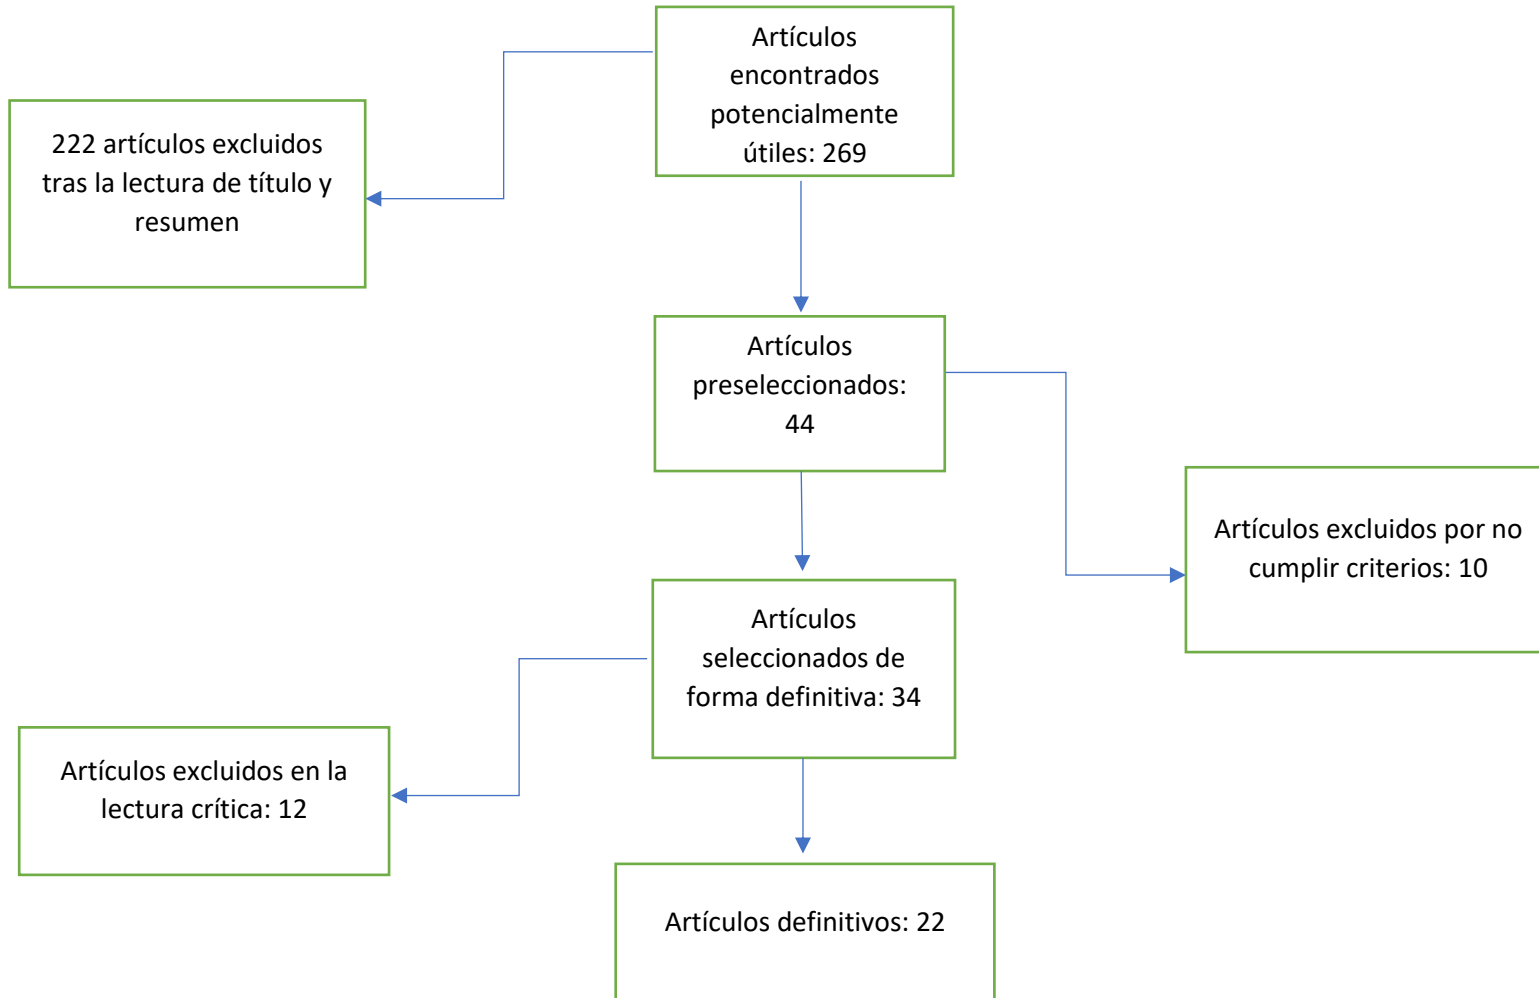 Artículos
encontrados
potencialmente
útiles: 269
222 artículos excluidos
tras la lectura de título y
resumen
Artículos
preseleccionados:
44
Artículos excluidos por no
cumplir criterios: 10
Artículos
seleccionados de
forma definitiva: 34
Artículos excluidos en la
lectura crítica: 12
Artículos definitivos: 22